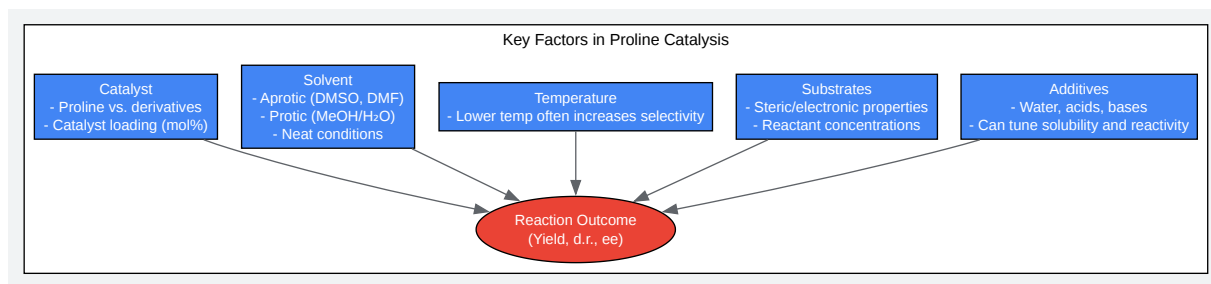 Key Factors in Proline Catalysis
Catalyst
- Proline vs. derivatives
- Catalyst loading (mol%)
Solvent
- Aprotic (DMSO, DMF)
- Protic (MeOH/H₂O)
- Neat conditions
Temperature
- Lower temp often increases selectivity
Substrates
- Steric/electronic properties
- Reactant concentrations
Additives
- Water, acids, bases
- Can tune solubility and reactivity
Reaction Outcome
(Yield, d.r., ee)